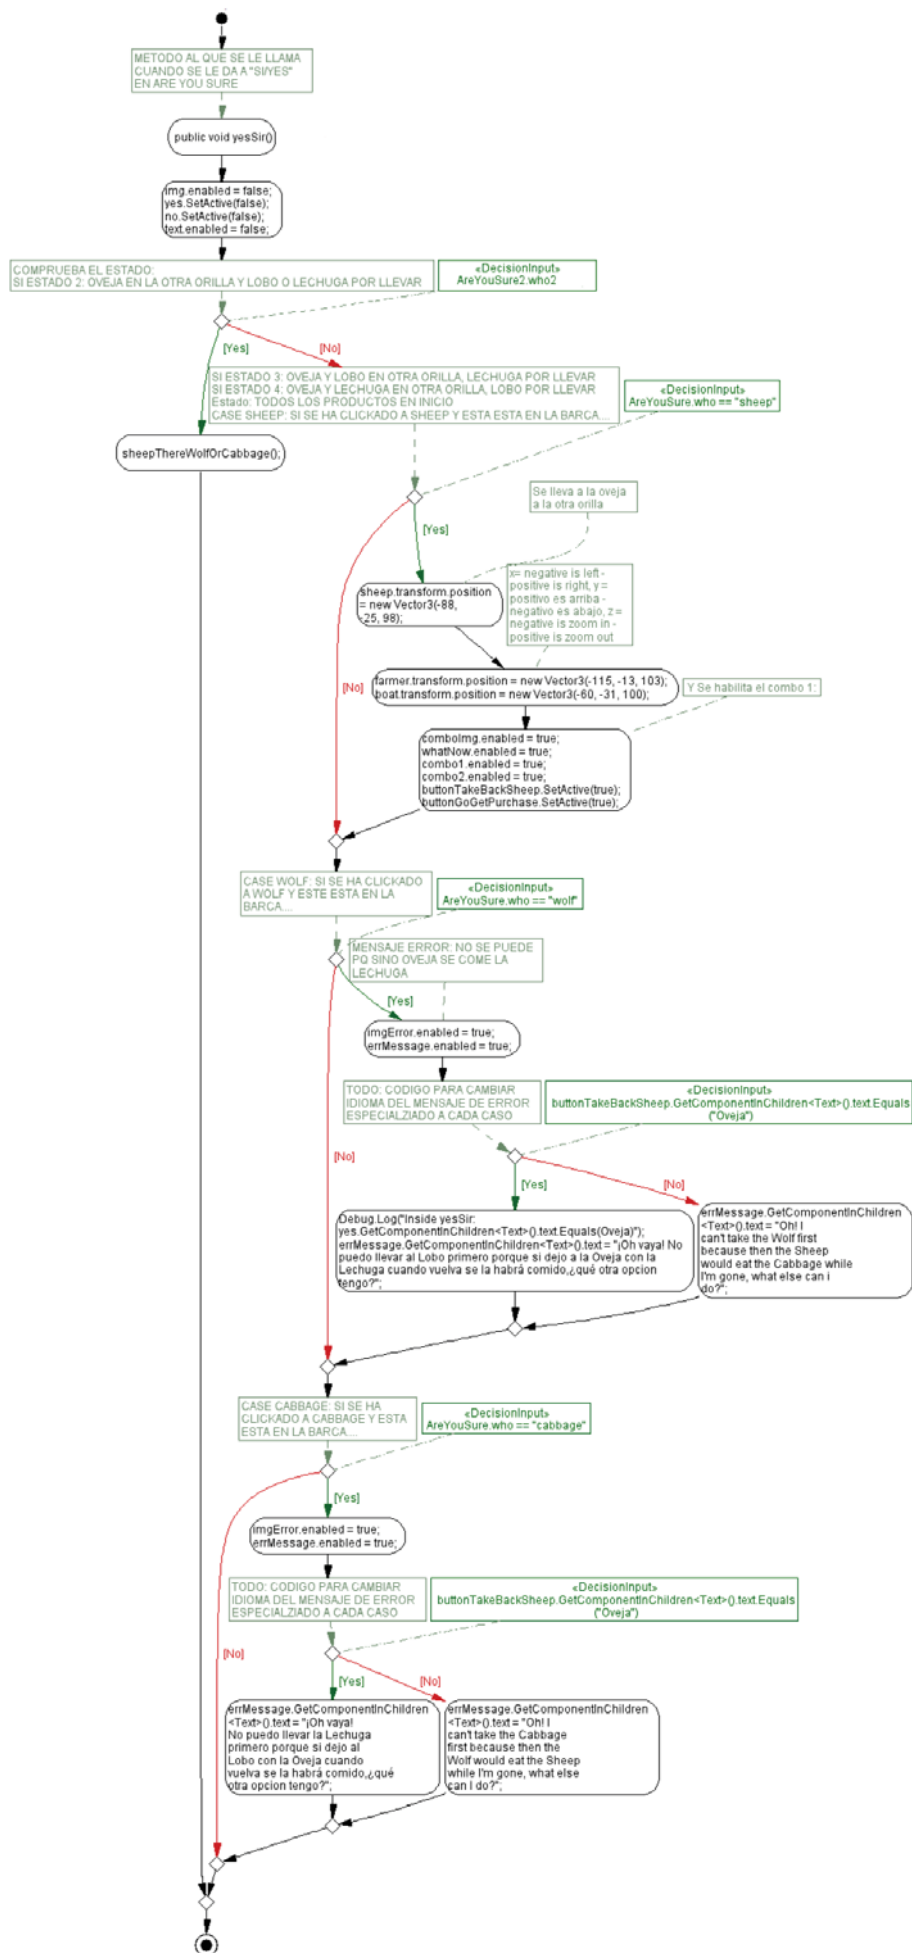 METODO AL QUE SE LE LLAMA
CUANDO SE LE DA A "SI/YES"
EN ARE YOU SURE
public void yesSir()
img.enabled = false;
yes.SetActive(false);
no.SetActive(false);
text.enabled = false;
COMPRUEBA EL ESTADO:
SI ESTADO 2: OVEJA EN LA OTRA ORILLA Y LOBO O LECHUGA POR LLEVAR
«DecisionInput»
AreYouSure2.who2
[Yes]
[No]
SI ESTADO 3: OVEJA Y LOBO EN OTRA ORILLA, LECHUGA POR LLEVAR
SI ESTADO 4: OVEJA Y LECHUGA EN OTRA ORILLA, LOBO POR LLEVAR
Estado: TODOS LOS PRODUCTOS EN INICIO
CASE SHEEP: SI SE HA CLICKADO A SHEEP Y ESTA ESTA EN LA BARCA....
«DecisionInput»
AreYouSure.who == "sheep"
sheepThereWolfOrCabbage();
Se lleva a la oveja
a la otra orilla
[Yes]
x= negative is left -
positive is right, y =
positivo es arriba -
negativo es abajo, z =
negative is zoom in -
positive is zoom out
sheep.transform.position
= new Vector3(-88,
-25, 98);
[No]
farmer.transform.position = new Vector3(-115, -13, 103);
boat.transform.position = new Vector3(-60, -31, 100);
Y Se habilita el combo 1:
comboImg.enabled = true;
whatNow.enabled = true;
combo1.enabled = true;
combo2.enabled = true;
buttonTakeBackSheep.SetActive(true);
buttonGoGetPurchase.SetActive(true);
CASE WOLF: SI SE HA CLICKADO
A WOLF Y ESTE ESTA EN LA
BARCA....
«DecisionInput»
AreYouSure.who == "wolf"
MENSAJE ERROR: NO SE PUEDE
PQ SINO OVEJA SE COME LA
LECHUGA
[Yes]
imgError.enabled = true;
errMessage.enabled = true;
TODO: CODIGO PARA CAMBIAR
IDIOMA DEL MENSAJE DE ERROR
ESPECIALZIADO A CADA CASO
«DecisionInput»
buttonTakeBackSheep.GetComponentInChildren<Text>().text.Equals
("Oveja")
[No]
[Yes]
[No]
Debug.Log("Inside yesSir:
yes.GetComponentInChildren<Text>().text.Equals(Oveja)");
errMessage.GetComponentInChildren<Text>().text = "¡Oh vaya! No
puedo llevar al Lobo primero porque si dejo a la Oveja con la
Lechuga cuando vuelva se la habrá comido,¿qué otra opcion
tengo?";
errMessage.GetComponentInChildren
<Text>().text = "Oh! I
can't take the Wolf first
because then the Sheep
would eat the Cabbage while
I'm gone, what else can i
do?";
CASE CABBAGE: SI SE HA
CLICKADO A CABBAGE Y ESTA
ESTA EN LA BARCA....
«DecisionInput»
AreYouSure.who == "cabbage"
[Yes]
imgError.enabled = true;
errMessage.enabled = true;
TODO: CODIGO PARA CAMBIAR
IDIOMA DEL MENSAJE DE ERROR
ESPECIALZIADO A CADA CASO
«DecisionInput»
buttonTakeBackSheep.GetComponentInChildren<Text>().text.Equals
("Oveja")
[No]
[Yes]
[No]
errMessage.GetComponentInChildren
<Text>().text = "¡Oh vaya!
No puedo llevar la Lechuga
primero porque si dejo al
Lobo con la Oveja cuando
vuelva se la habrá comido,¿qué
otra opcion tengo?";
errMessage.GetComponentInChildren
<Text>().text = "Oh! I
can't take the Cabbage
first because then the
Wolf would eat the Sheep
while I'm gone, what else
can I do?";